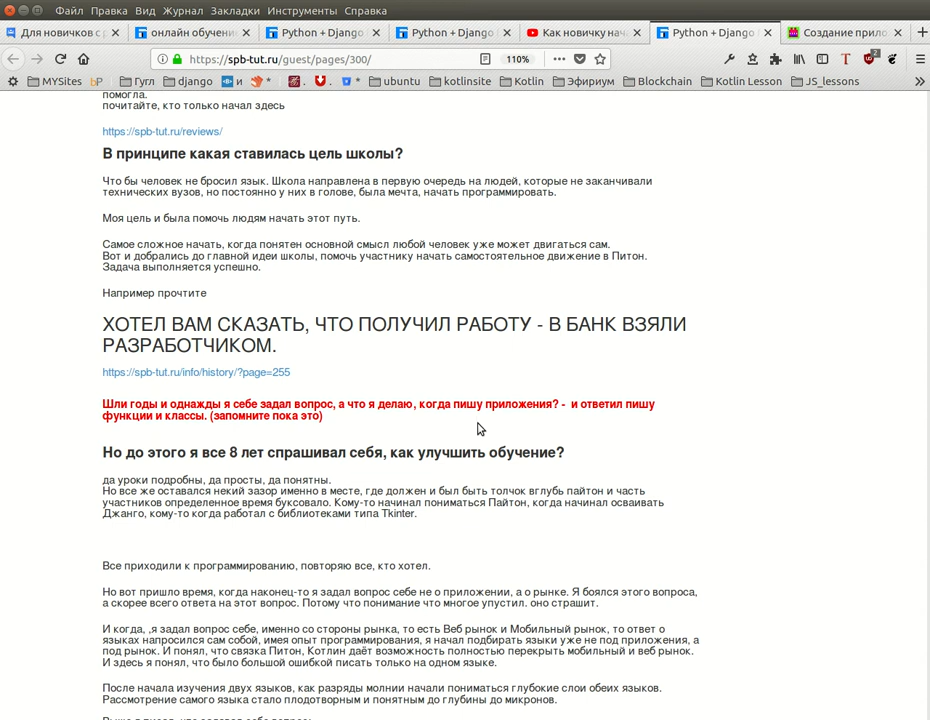 Файл Правка Вид Журнал Закладки Инструменты Справка
Для новичков с р
онлайн обучение
Python + Django
Python + Django
Как новичку нач
Python + Django
Создание прило
https://spb-tut.ru/guest/pages/300/
110%
2
MYSites bP Гугл django и * . * ubuntu kotlinsite Kotlin Эфириум Blockchain Kotlin Lesson JS_lessons
помогла.
почитайте, кто только начал здесь
https://spb-tut.ru/reviews/
В принципе какая ставилась цель школы?
Что бы человек не бросил язык. Школа направлена в первую очередь на людей, которые не заканчивали
технических вузов, но постоянно у них в голове, была мечта, начать программировать.
Моя цель и была помочь людям начать этот путь.
Самое сложное начать, когда понятен основной смысл любой человек уже может двигаться сам.
Вот и добрались до главной идеи школы, помочь участнику начать самостоятельное движение в Питон.
Задача выполняется успешно.
Например прочтите
ХОТЕЛ ВАМ СКАЗАТЬ, ЧТО ПОЛУЧИЛ РАБОТУ - В БАНК ВЗЯЛИ
РАЗРАБОТЧИКОМ.
https://spb-tut.ru/info/history/?page=255
Шли годы и однажды я себе задал вопрос, а что я делаю, когда пишу приложения? - и ответил пишу
функции и классы. (запомните пока это)
Но до этого я все 8 лет спрашивал себя, как улучшить обучение?
да уроки подробны, да просты, да понятны.
Но все же оставался некий зазор именно в месте, где должен и был быть толчок вглубь пайтон и часть
участников определенное время буксовало. Кому-то начинал пониматься Пайтон, когда начинал осваивать
Джанго, кому-то когда работал с библиотеками типа Tkinter.
Все приходили к программированию, повторяю все, кто хотел.
Но вот пришло время, когда наконец-то я задал вопрос себе не о приложении, а о рынке. Я боялся этого вопроса,
а скорее всего ответа на этот вопрос. Потому что понимание что многое упустил. оно страшит.
И когда, ,я задал вопрос себе, именно со стороны рынка, то есть Веб рынок и Мобильный рынок, то ответ о
языках напросился сам собой, имея опыт программирования, я начал подбирать языки уже не под приложения, а
под рынок. И понял, что связка Питон, Котлин даёт возможность полностью перекрыть мобильный и веб рынок.
И здесь я понял, что было большой ошибкой писать только на одном языке.
После начала изучения двух языков, как разряды молнии начали пониматься глубокие слои обеих языков.
Рассмотрение самого языка стало плодотворным и понятным до глубины до микронов.